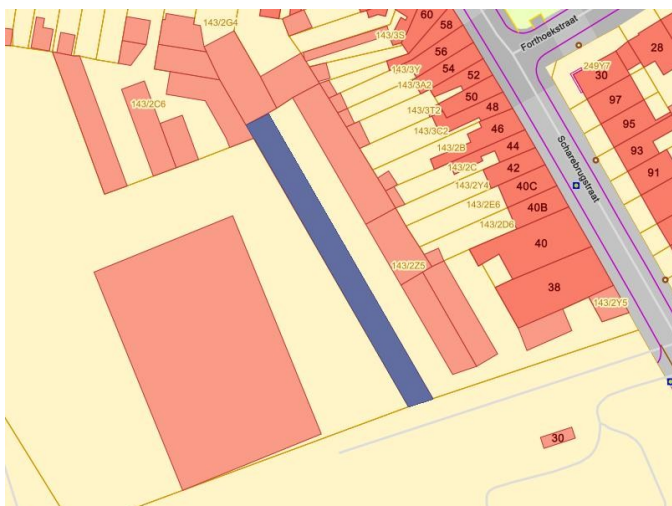 60
143/2G4
58
143/3S
Forthoekstraat
56
28
54
143/3Y
249Y7
52
30
143/3A2
50
97
143/2C6
48
143/3T2
95
46
143/3C2
Scharebrugstraat
44
143/2B
93
42
143/2C
91
40C
143/2Y4
40B
143/2E6
143/2D6
40
143/2Z5
38
143/2Y5
30